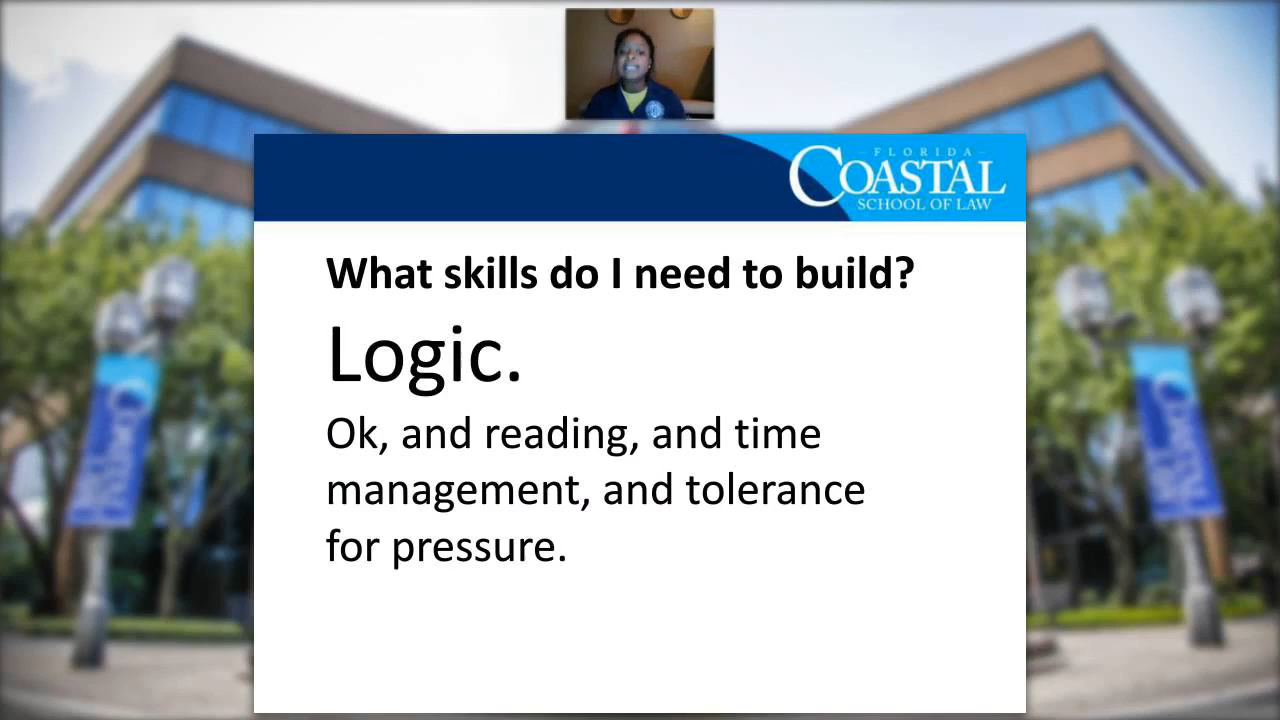 FLORIDA
COASTAL
SCHOOL OF LAW
What skills do I need to build?
Logic.
Ok, and reading, and time
management, and tolerance
for pressure.